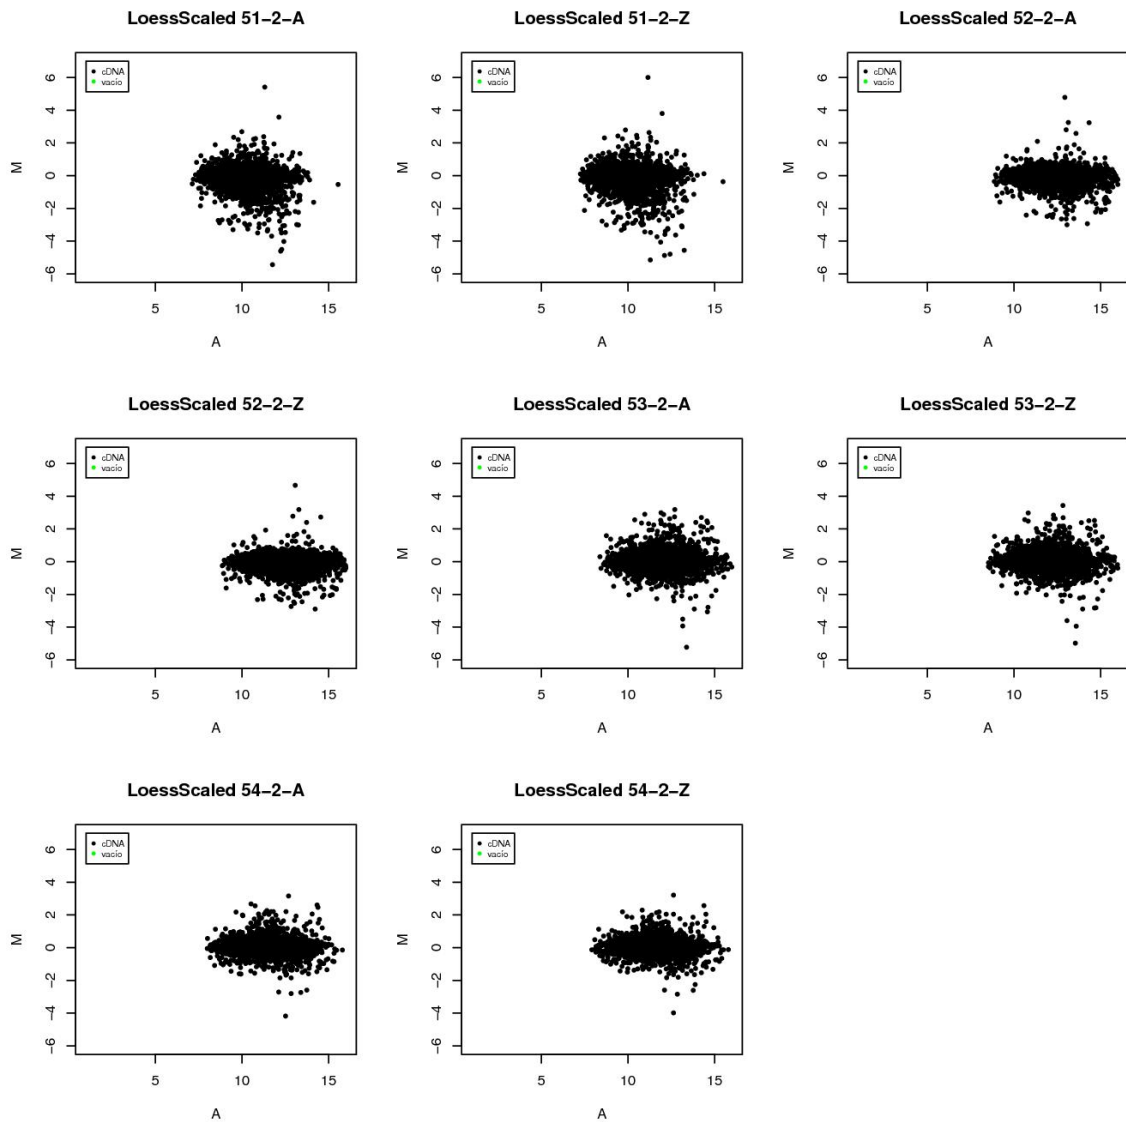 LoessScaled 51−2−A
M
6
4
2
0
−2
−4
−6
cDNA
vacio
5 10 15
A
LoessScaled 51−2−Z
M
6
4
2
0
−2
−4
−6
cDNA
vacio
5 10 15
A
LoessScaled 52−2−A
M
6
4
2
0
−2
−4
−6
cDNA
vacio
5 10 15
A
LoessScaled 52−2−Z
M
6
4
2
0
−2
−4
−6
cDNA
vacio
5 10 15
A
LoessScaled 53−2−A
M
6
4
2
0
−2
−4
−6
cDNA
vacio
5 10 15
A
LoessScaled 53−2−Z
M
6
4
2
0
−2
−4
−6
cDNA
vacio
5 10 15
A
LoessScaled 54−2−A
M
6
4
2
0
−2
−4
−6
cDNA
vacio
5 10 15
A
LoessScaled 54−2−Z
M
6
4
2
0
−2
−4
−6
cDNA
vacio
5 10 15
A